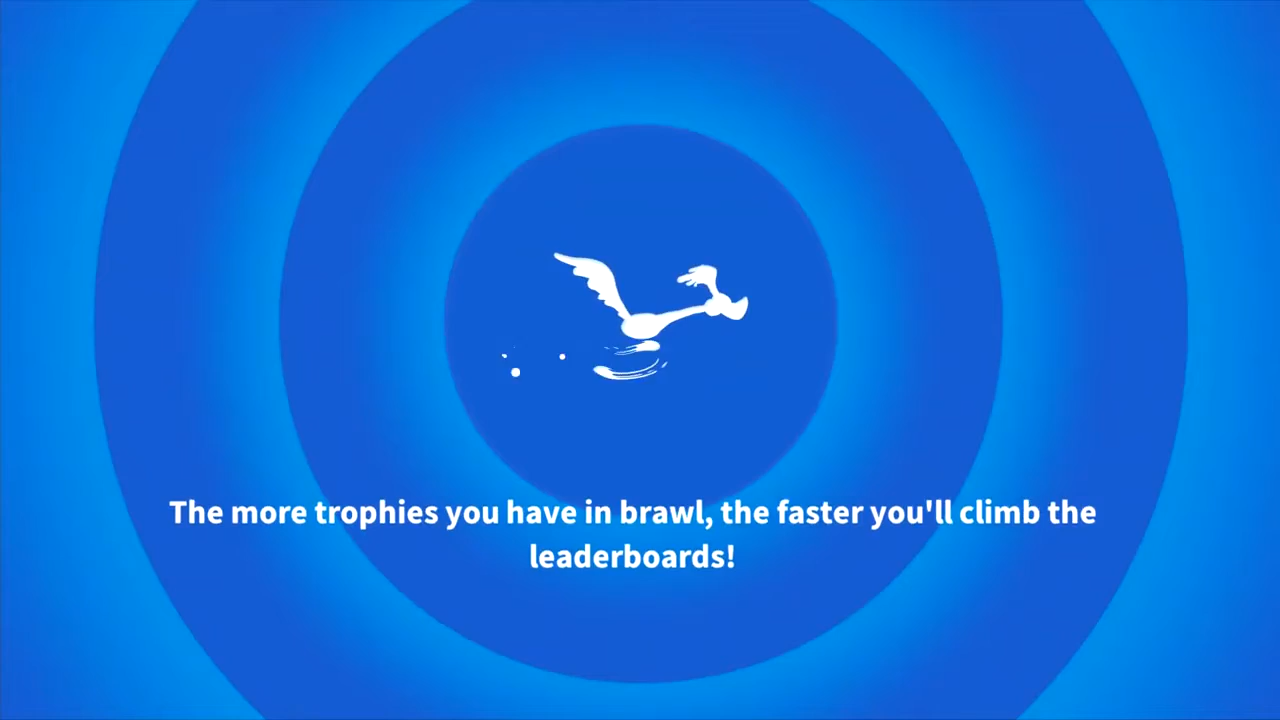 The more trophies you have in brawl, the faster you'll climb the
leaderboards!